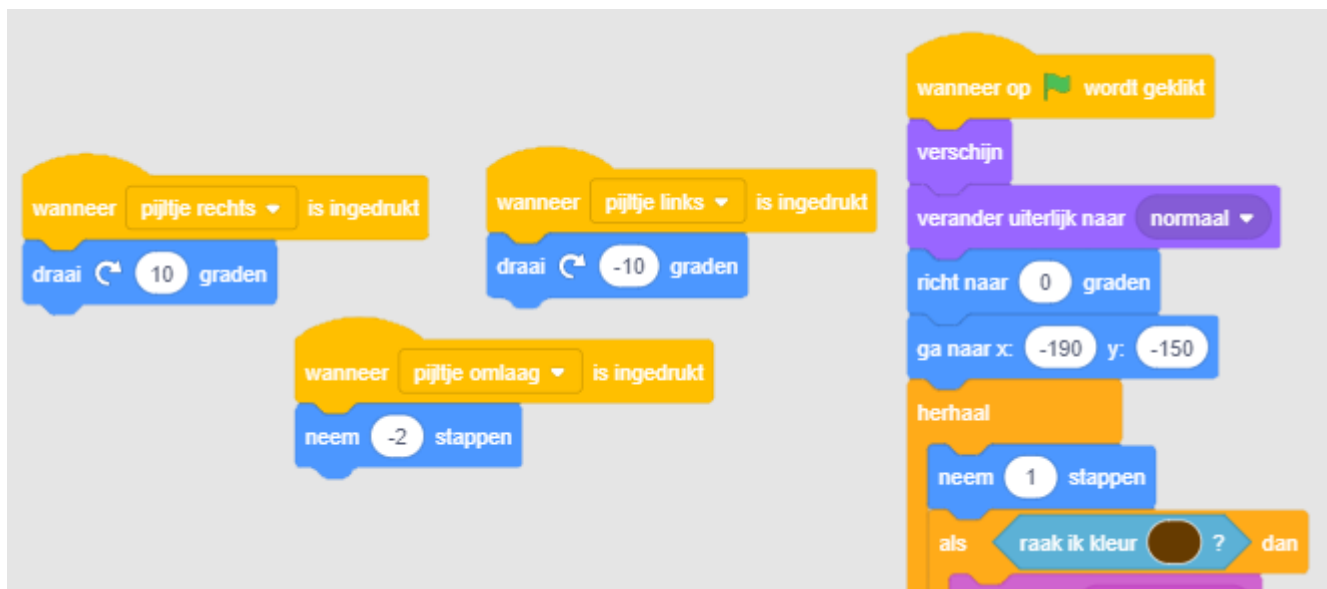 wanneer pijltje rechts is ingedrukt
draai 10 graden
wanneer pijltje links is ingedrukt
draai -10 graden
wanneer pijltje omlaag is ingedrukt
neem -2 stappen
wanneer op wordt geklikt
verschijn
verander uiterlijk naar normaal
richt naar 0 graden
ga naar x: -190 y: -150
herhaal
neem 1 stappen
als raak ik kleur ? dan